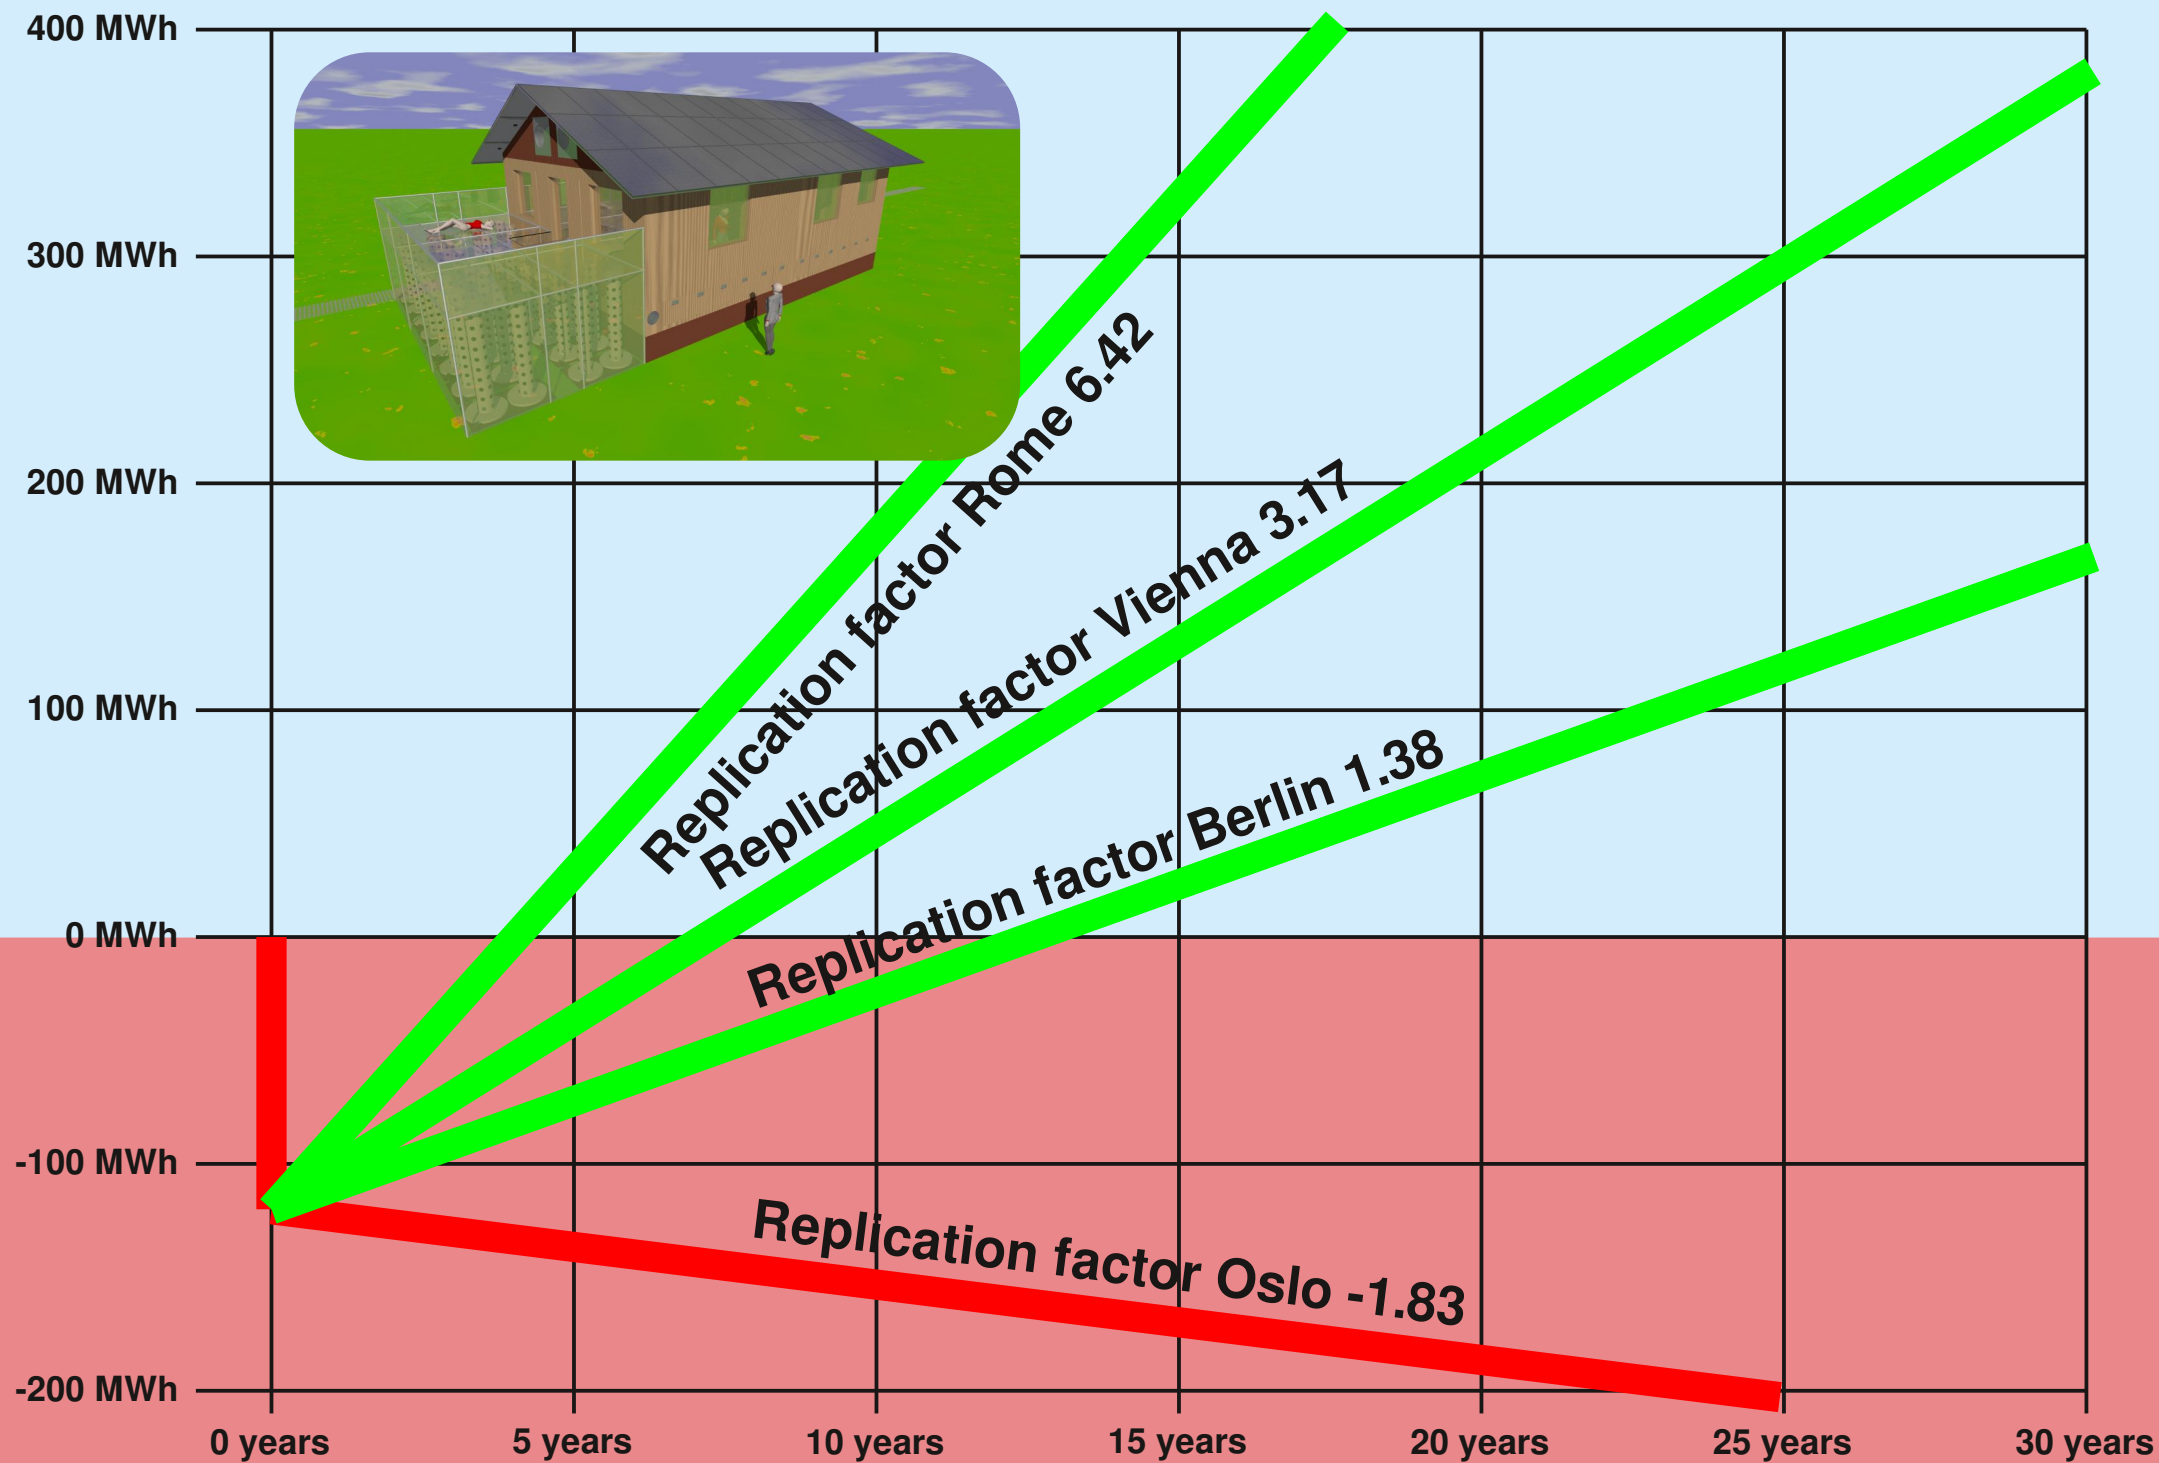 400 MWh
300 MWh
200 MWh
100 MWh
0 MWh
-100 MWh
-200 MWh
Replication factor Rome 6.42
Replication factor Vienna 3.17
Replication factor Berlin 1.38
Replication factor Oslo -1.83
0 years
5 years
10 years
15 years
20 years
25 years
30 years